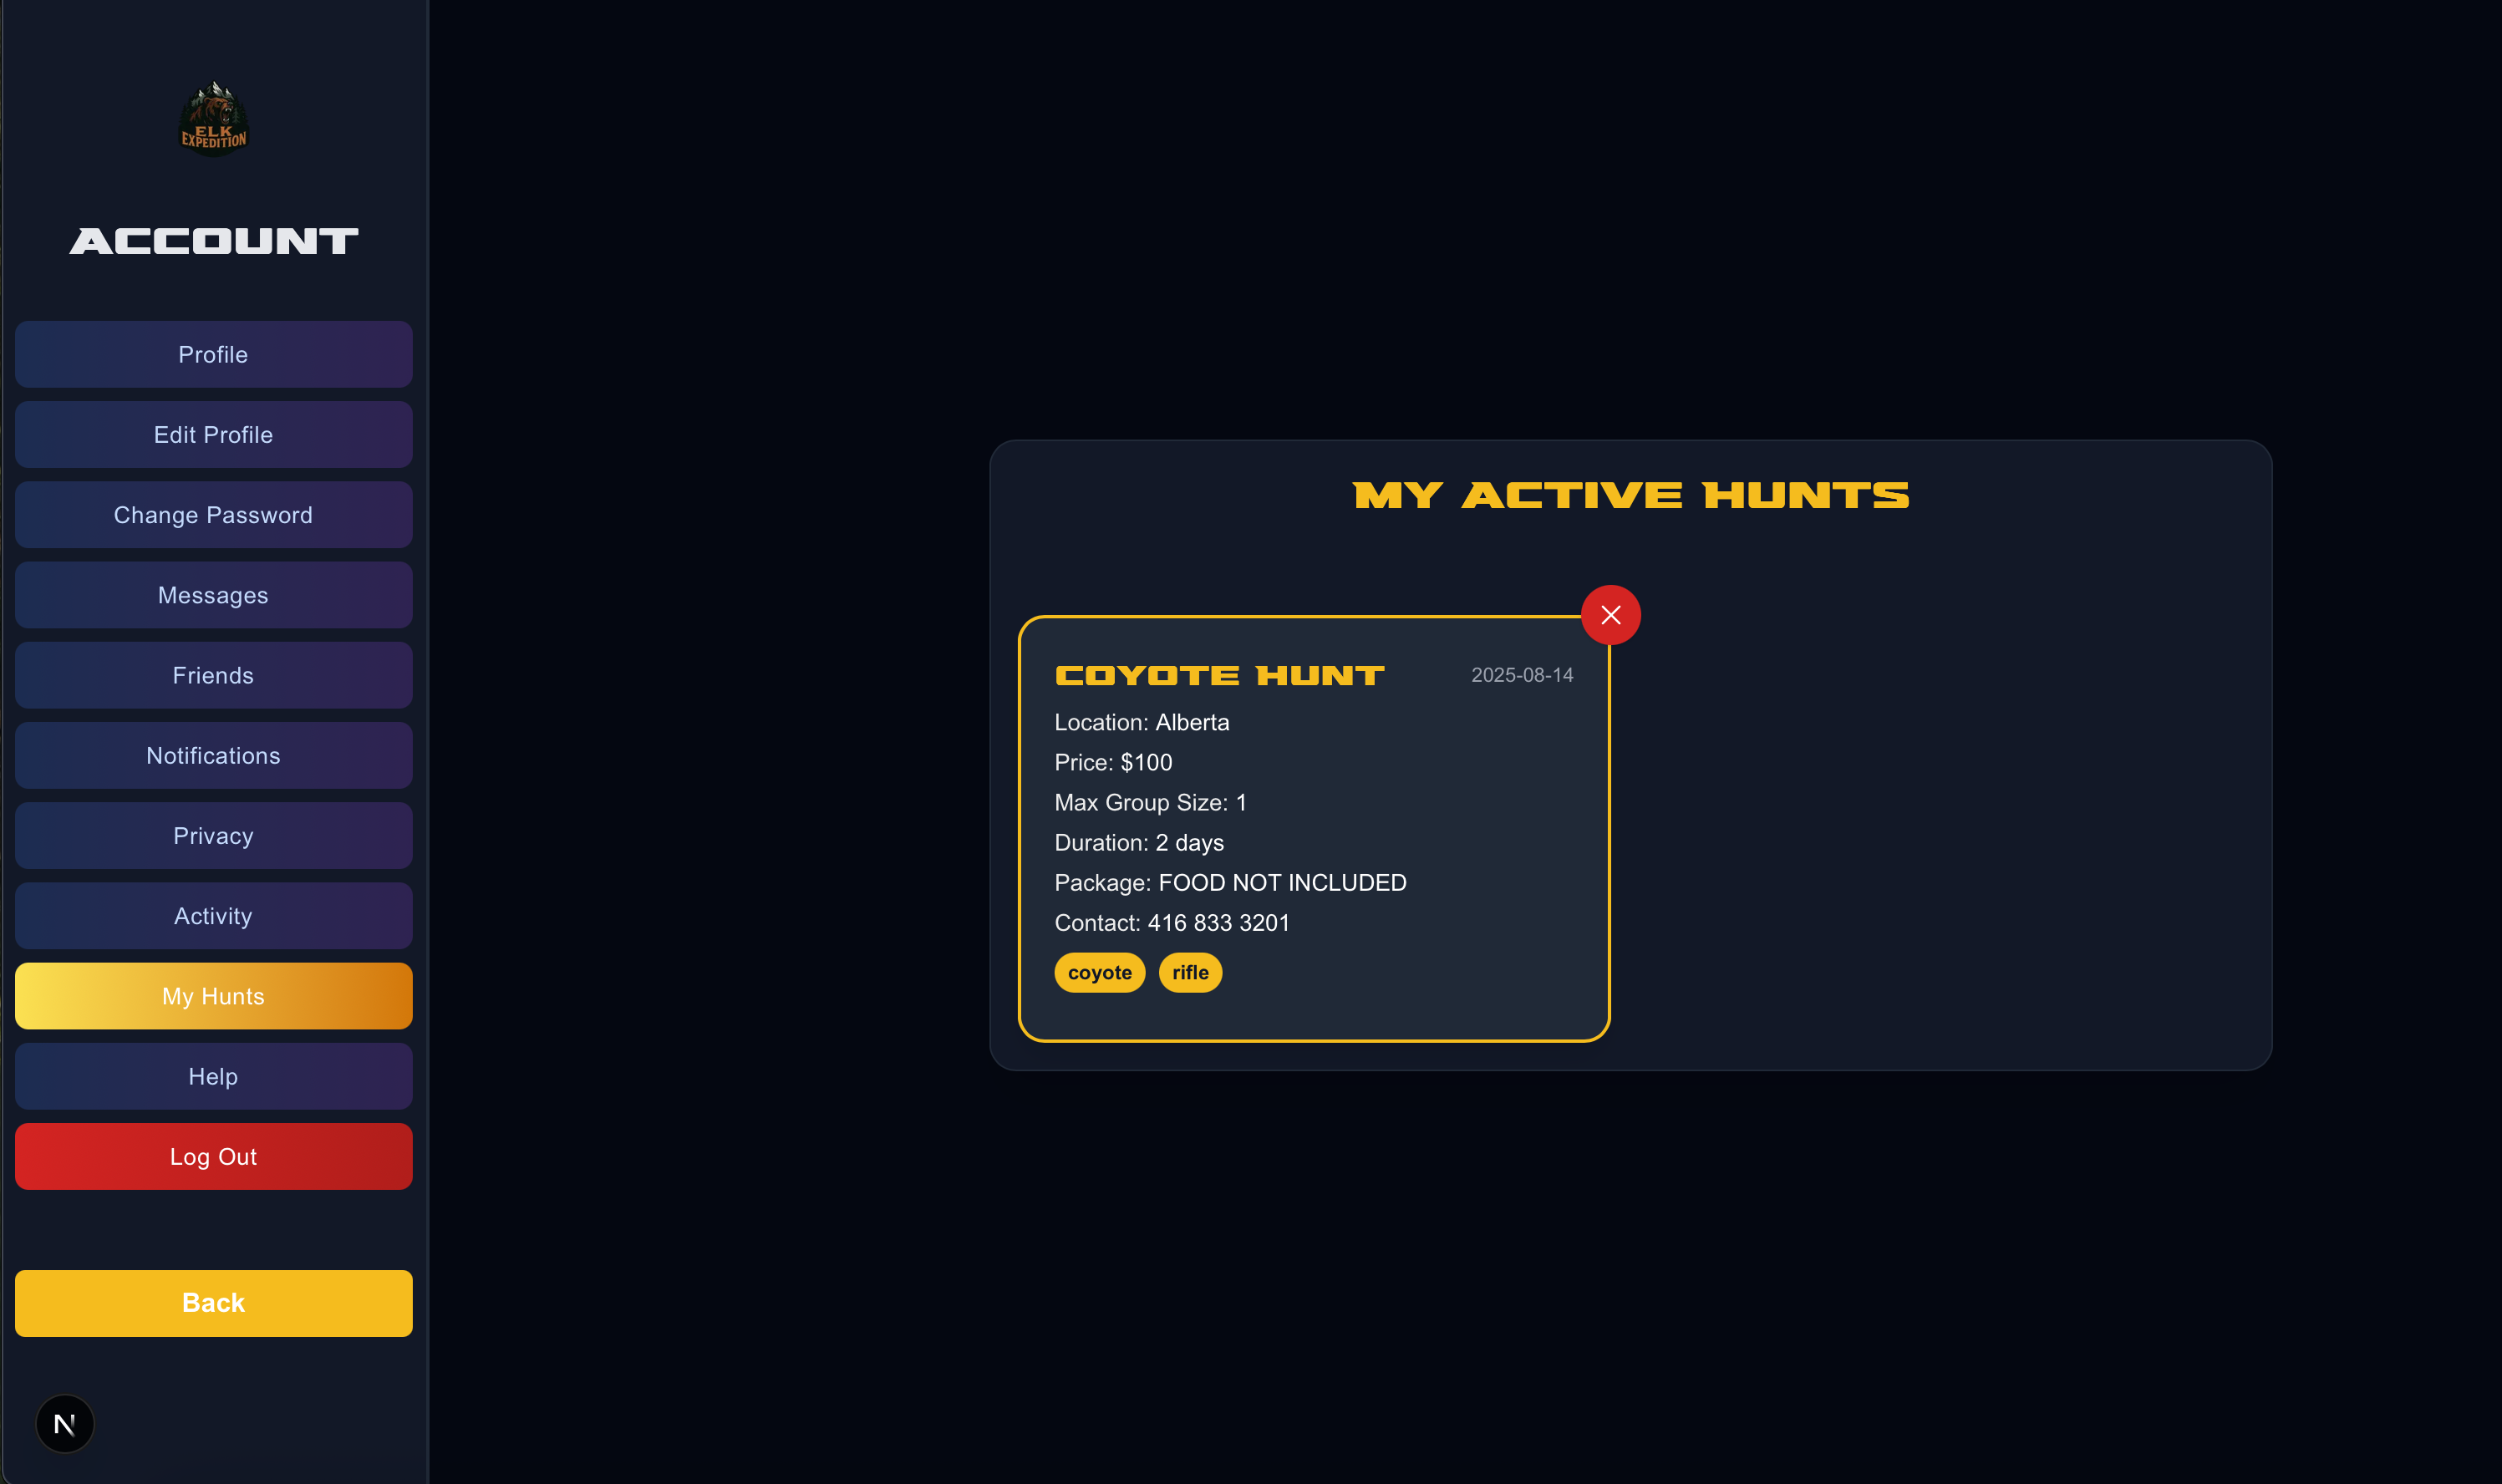 ELK
EXPEDITION
ACCOUNT
Profile
Edit Profile
Change Password
Messages
Friends
Notifications
Privacy
Activity
My Hunts
Help
Log Out
Back
N
MY ACTIVE HUNTS
COYOTE HUNT 2025-08-14
Location: Alberta
Price: $100
Max Group Size: 1
Duration: 2 days
Package: FOOD NOT INCLUDED
Contact: 416 833 3201
coyote rifle